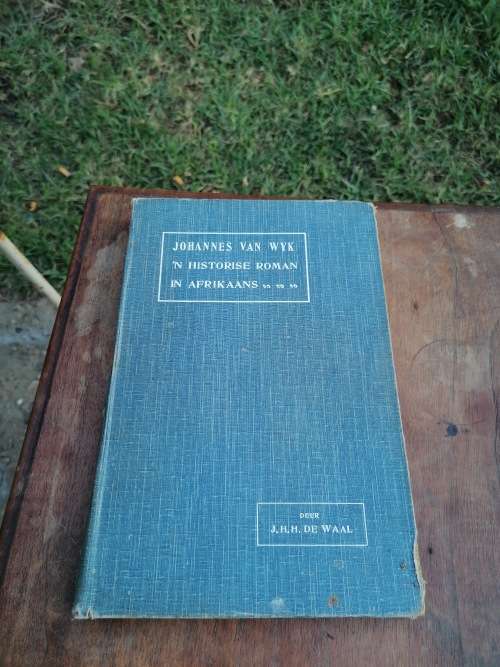 JOHANNES VAN WYK
'N HISTORISE ROMAN
IN AFRIKAANS
DEUR
J. H. H. DE WAAL